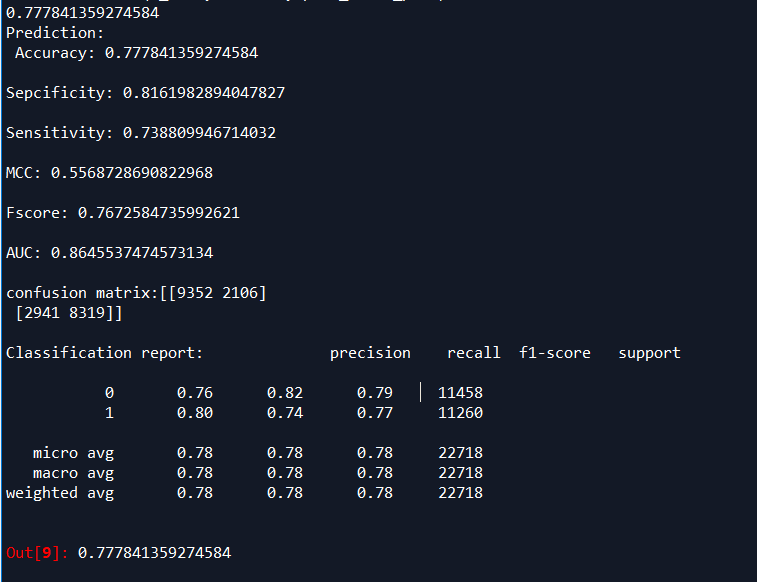 0.777841359274584
Prediction:
Accuracy: 0.777841359274584
Sepcificity: 0.8161982894047827
Sensitivity: 0.738809946714032
MCC: 0.5568728690822968
Fscore: 0.7672584735992621
AUC: 0.8645537474573134
confusion matrix:[[9352 2106]
[2941 8319]]
Classification report: precision recall f1-score support
0 0.76 0.82 0.79 11458
1 0.80 0.74 0.77 11260
micro avg 0.78 0.78 0.78 22718
macro avg 0.78 0.78 0.78 22718
weighted avg 0.78 0.78 0.78 22718
Out[9]: 0.777841359274584